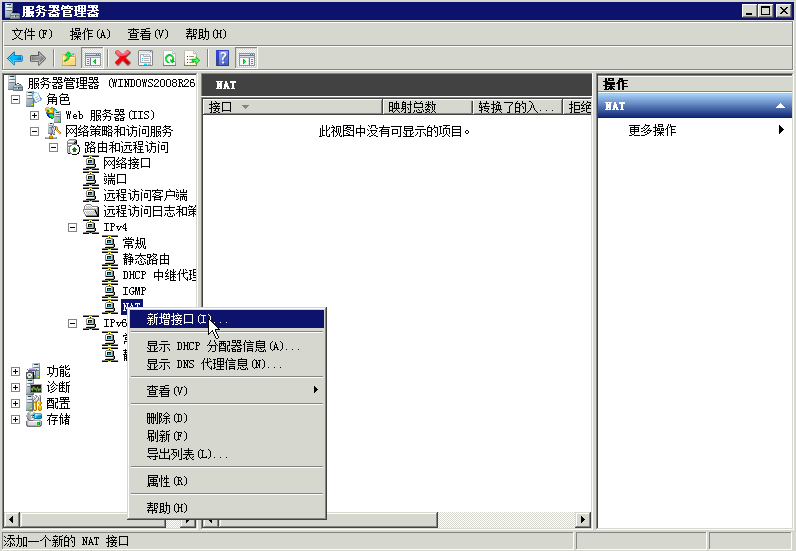 服务器管理器
文件(F) 操作(A) 查看(V) 帮助(H)
服务器管理器 (WINDOWS2008R26
角色
Web 服务器(IIS)
网络策略和访问服务
路由和远程访问
网络接口
端口
远程访问客户端
远程访问日志和策
IPv4
常规
静态路由
DHCP 中继代理
IGMP
NAT
IPv6
功能
诊断
配置
存储
NAT
接口 映射总数 转换了的入... 拒绝
此视图中没有可显示的项目。
操作
NAT
更多操作
新增接口(I)...
显示 DHCP 分配器信息(A)...
显示 DNS 代理信息(N)...
查看(V)
删除(D)
刷新(F)
导出列表(L)...
属性(R)
帮助(H)
添加一个新的 NAT 接口